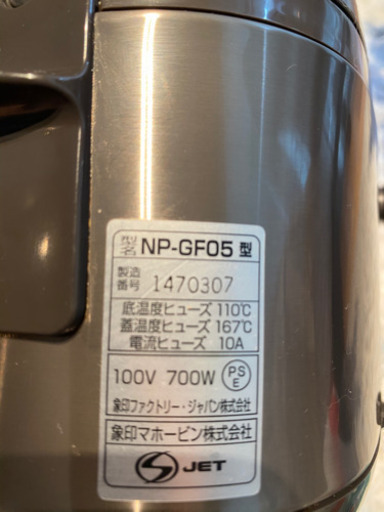 型名 NP-GF05 型
製造番号 1470307
底温度ヒューズ 110℃
蓋温度ヒューズ 167℃
電流ヒューズ 10A
100V 700W PSE
象印ファクトリー・ジャパン株式会社
象印マホービン株式会社
S JET